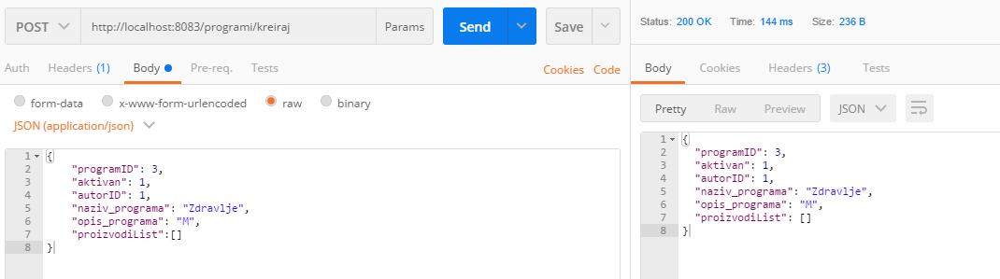 POST http://localhost:8083/programi/kreiraj Params Send Save
Auth Headers (1) Body Pre-req. Tests Cookies Code
form-data x-www-form-urlencoded raw binary
JSON (application/json)
1 {
2 "programID": 3,
3 "aktivan": 1,
4 "autorID": 1,
5 "naziv_programa": "Zdravlje",
6 "opis_programa": "M",
7 "proizvodiList":[]
8 }
Status: 200 OK Time: 144 ms Size: 236 B
Body Cookies Headers (3) Tests
Pretty Raw Preview JSON
1 {
2 "programID": 3,
3 "aktivan": 1,
4 "autorID": 1,
5 "naziv_programa": "Zdravlje",
6 "opis_programa": "M",
7 "proizvodiList": []
8 }